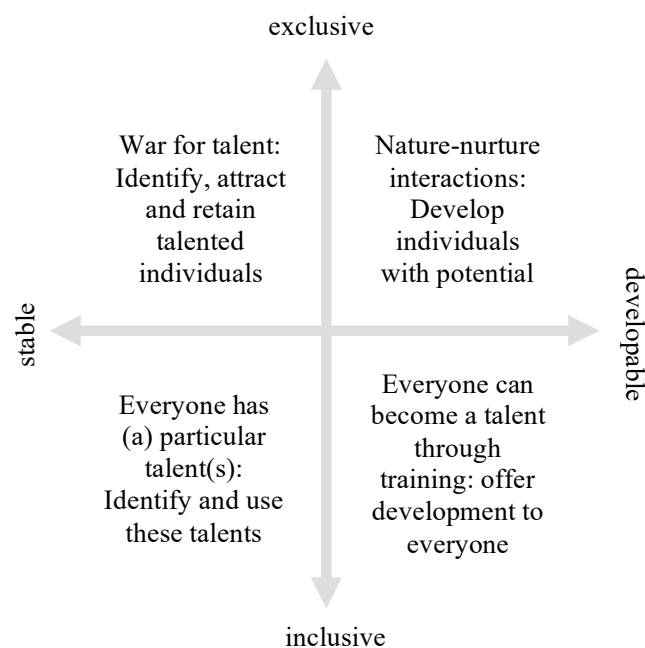 exclusive
War for talent:
Identify, attract
and retain
talented
individuals
Nature-nurture
interactions:
Develop
individuals
with potential
stable
developable
Everyone has
(a) particular
talent(s):
Identify and use
these talents
Everyone can
become a talent
through
training: offer
development to
everyone
inclusive